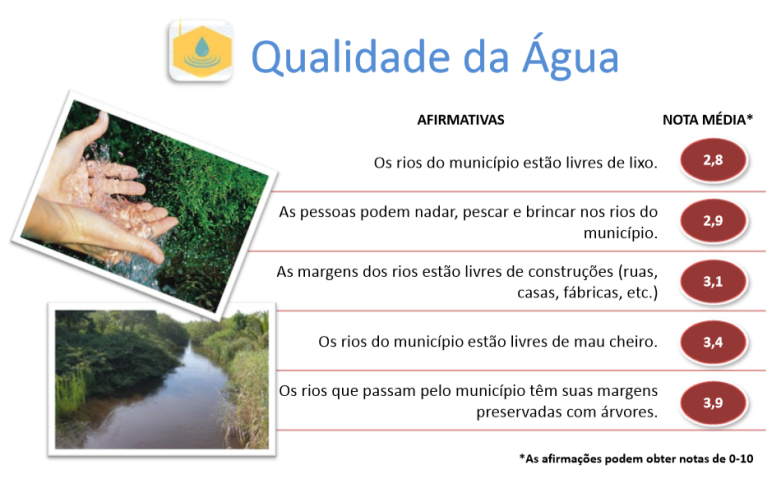 Qualidade da Água
AFIRMATIVAS NOTA MÉDIA*
Os rios do município estão livres de lixo. 2,8
As pessoas podem nadar, pescar e brincar nos rios do
município. 2,9
As margens dos rios estão livres de construções (ruas,
casas, fábricas, etc.) 3,1
Os rios do município estão livres de mau cheiro. 3,4
Os rios que passam pelo município têm suas margens
preservadas com árvores. 3,9
*As afirmações podem obter notas de 0-10